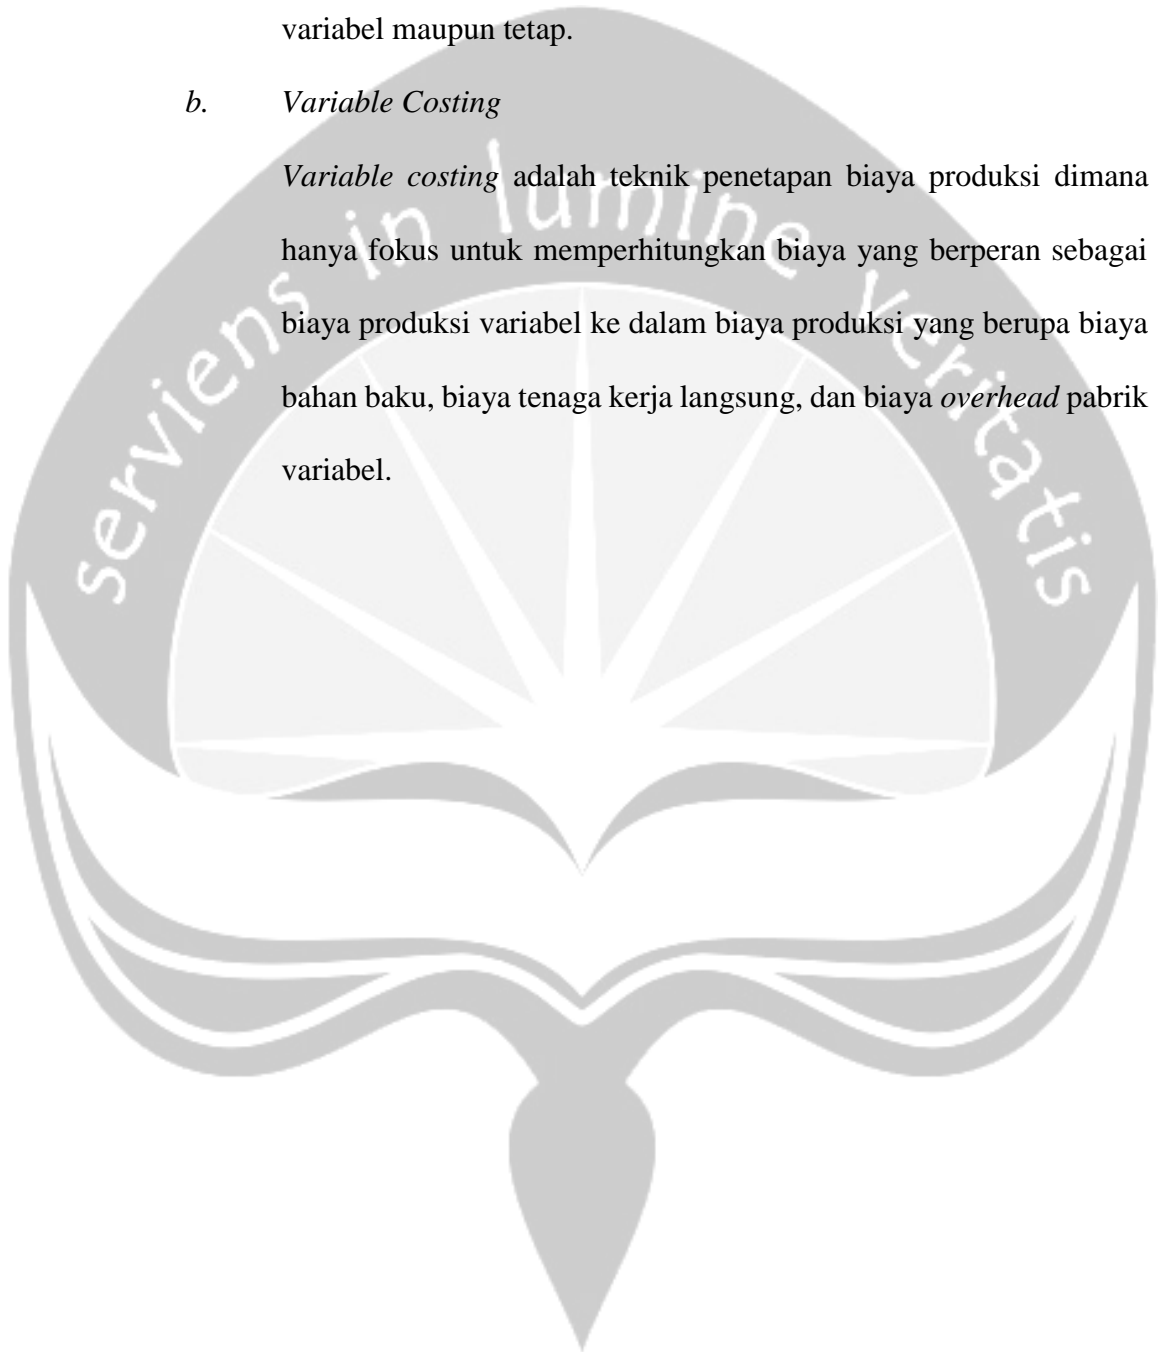 variabel maupun tetap.
b. Variable Costing
Variable costing adalah teknik penetapan biaya produksi dimana
hanya fokus untuk memperhitungkan biaya yang berperan sebagai
biaya produksi variabel ke dalam biaya produksi yang berupa biaya
bahan baku, biaya tenaga kerja langsung, dan biaya overhead pabrik
variabel.
serviens in lumine veritatis